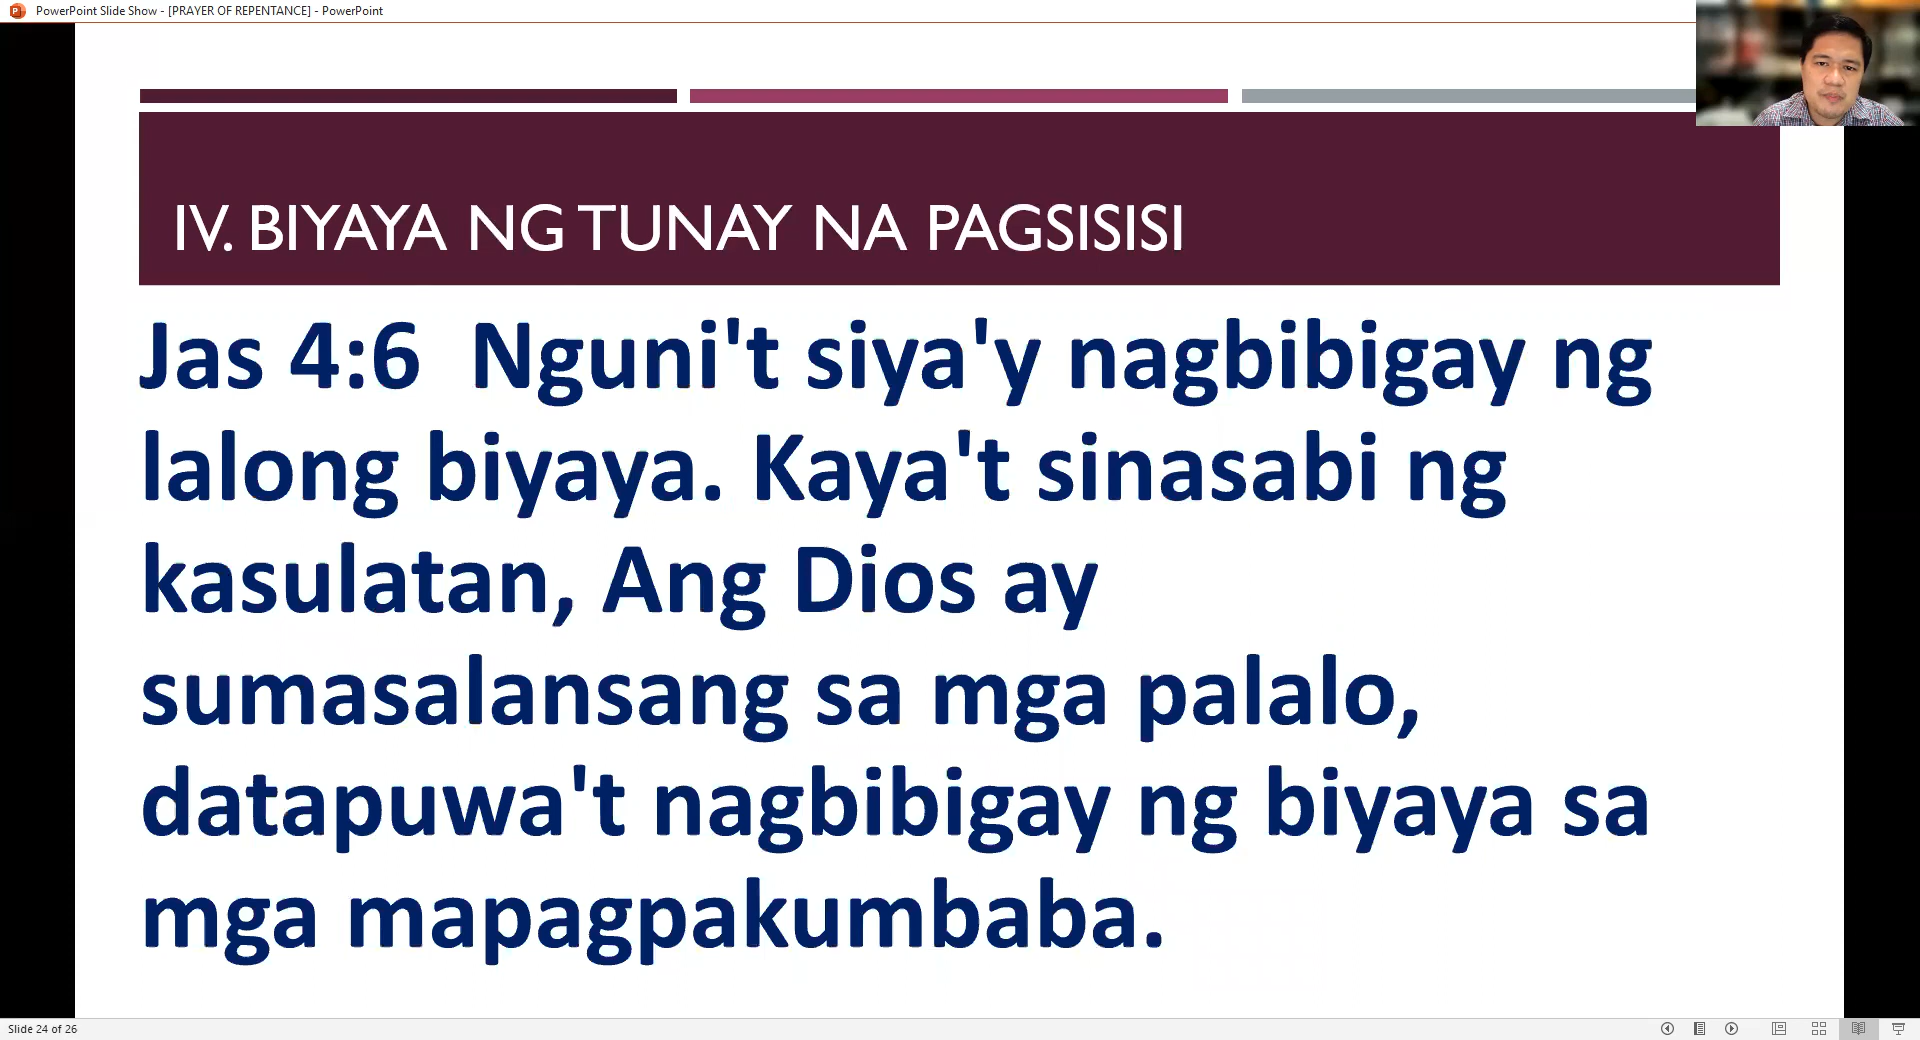 PowerPoint Slide Show - [PRAYER OF REPENTANCE] - PowerPoint
IV. BIYAYA NG TUNAY NA PAGSISISI
Jas 4:6 Nguni't siya'y nagbibigay ng
lalong biyaya. Kaya't sinasabi ng
kasulatan, Ang Dios ay
sumasalansang sa mga palalo,
datapuwa't nagbibigay ng biyaya sa
mga mapagpakumbaba.
Slide 24 of 26